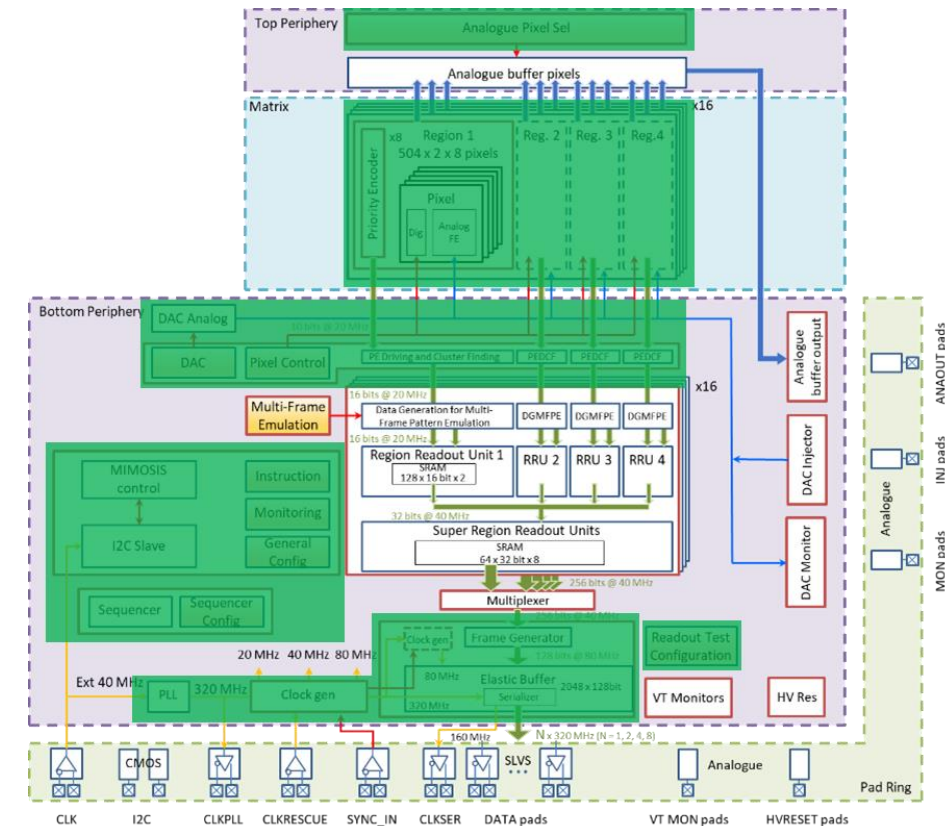 Top Periphery
Analogue Pixel Sel
Analogue buffer pixels
Matrix
x16
x8
Region 1
504 x 2 x 8 pixels
Reg. 2
Reg. 3
Reg.4
Priority Encoder
Pixel
Dig
Analog
FE
Bottom Periphery
DAC Analog
10 bits @ 20 MHz
DAC
Pixel Control
PE Driving and Cluster Finding
PEDCF
PEDCF
PEDCF
Analogue
buffer output
ANAOUT pads
x16
16 bits @ 20 MHz
Multi-Frame
Emulation
Data Generation for Multi-
Frame Pattern Emulation
DGMFPE
DGMFPE
DGMFPE
16 bits @ 20 MHz
Region Readout Unit 1
SRAM
128 x 16 bit x 2
RRU 2
RRU 3
RRU 4
DAC Injector
INJ pads
MIMOSIS
control
Instruction
Monitoring
I2C Slave
General
Config
32 bits @ 40 MHz
Super Region Readout Units
SRAM
64 x 32 bit x 8
DAC Monitor
Analogue
MON pads
256 bits @ 40 MHz
Multiplexer
256 bits @ 40 MHz
Sequencer
Sequencer
Config
Clock gen
Frame Generator
Readout Test
Configuration
128 bits @ 80 MHz
20 MHz
40 MHz
80 MHz
80 MHz
Elastic Buffer
2048 x 128bit
Serializer
320 MHz
Ext 40 MHz
PLL
320 MHz
Clock gen
VT Monitors
HV Res
160 MHz
N x 320 MHz (N – 1, 2, 4, 8)
CMOS
SLVS
...
Analogue
Pad Ring
CLK
I2C
CLKPLL
CLKRESCUE
SYNC_IN
CLKSER
DATA pads
VT MON pads
HVRESET pads